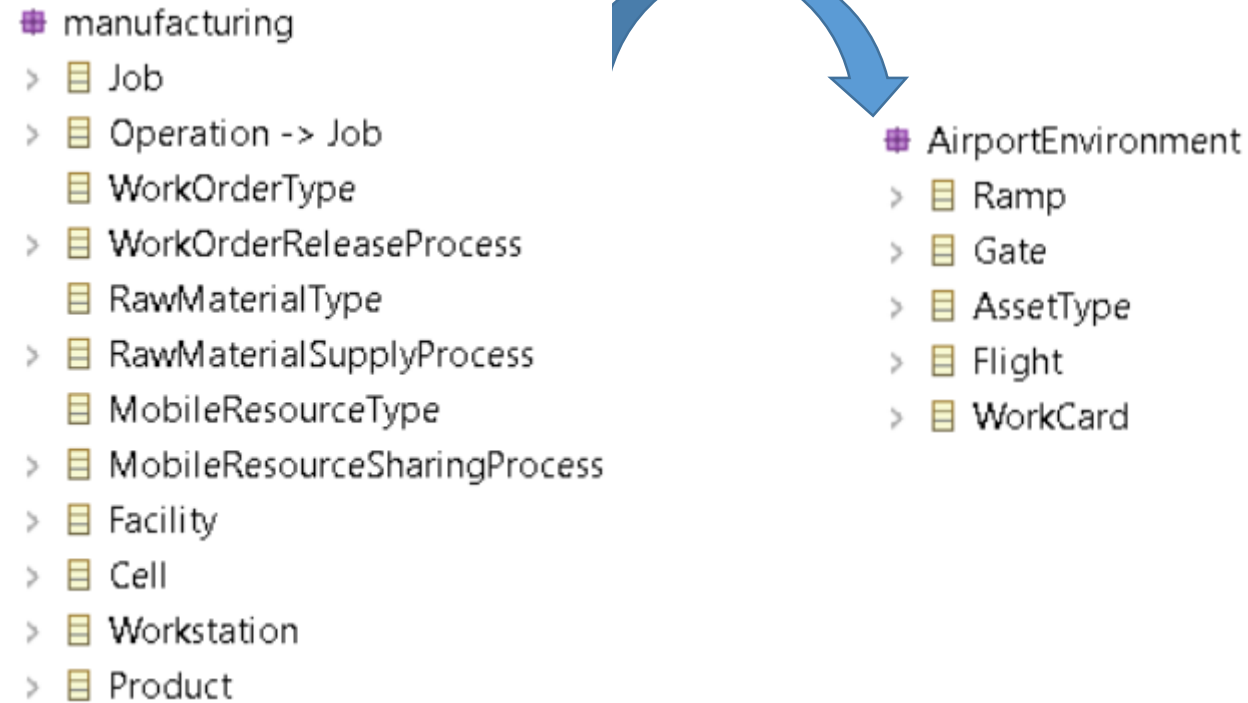 manufacturing
Job
Operation -> Job
WorkOrderType
WorkOrderReleaseProcess
RawMaterialType
RawMaterialSupplyProcess
MobileResourceType
MobileResourceSharingProcess
Facility
Cell
Workstation
Product
AirportEnvironment
Ramp
Gate
AssetType
Flight
WorkCard